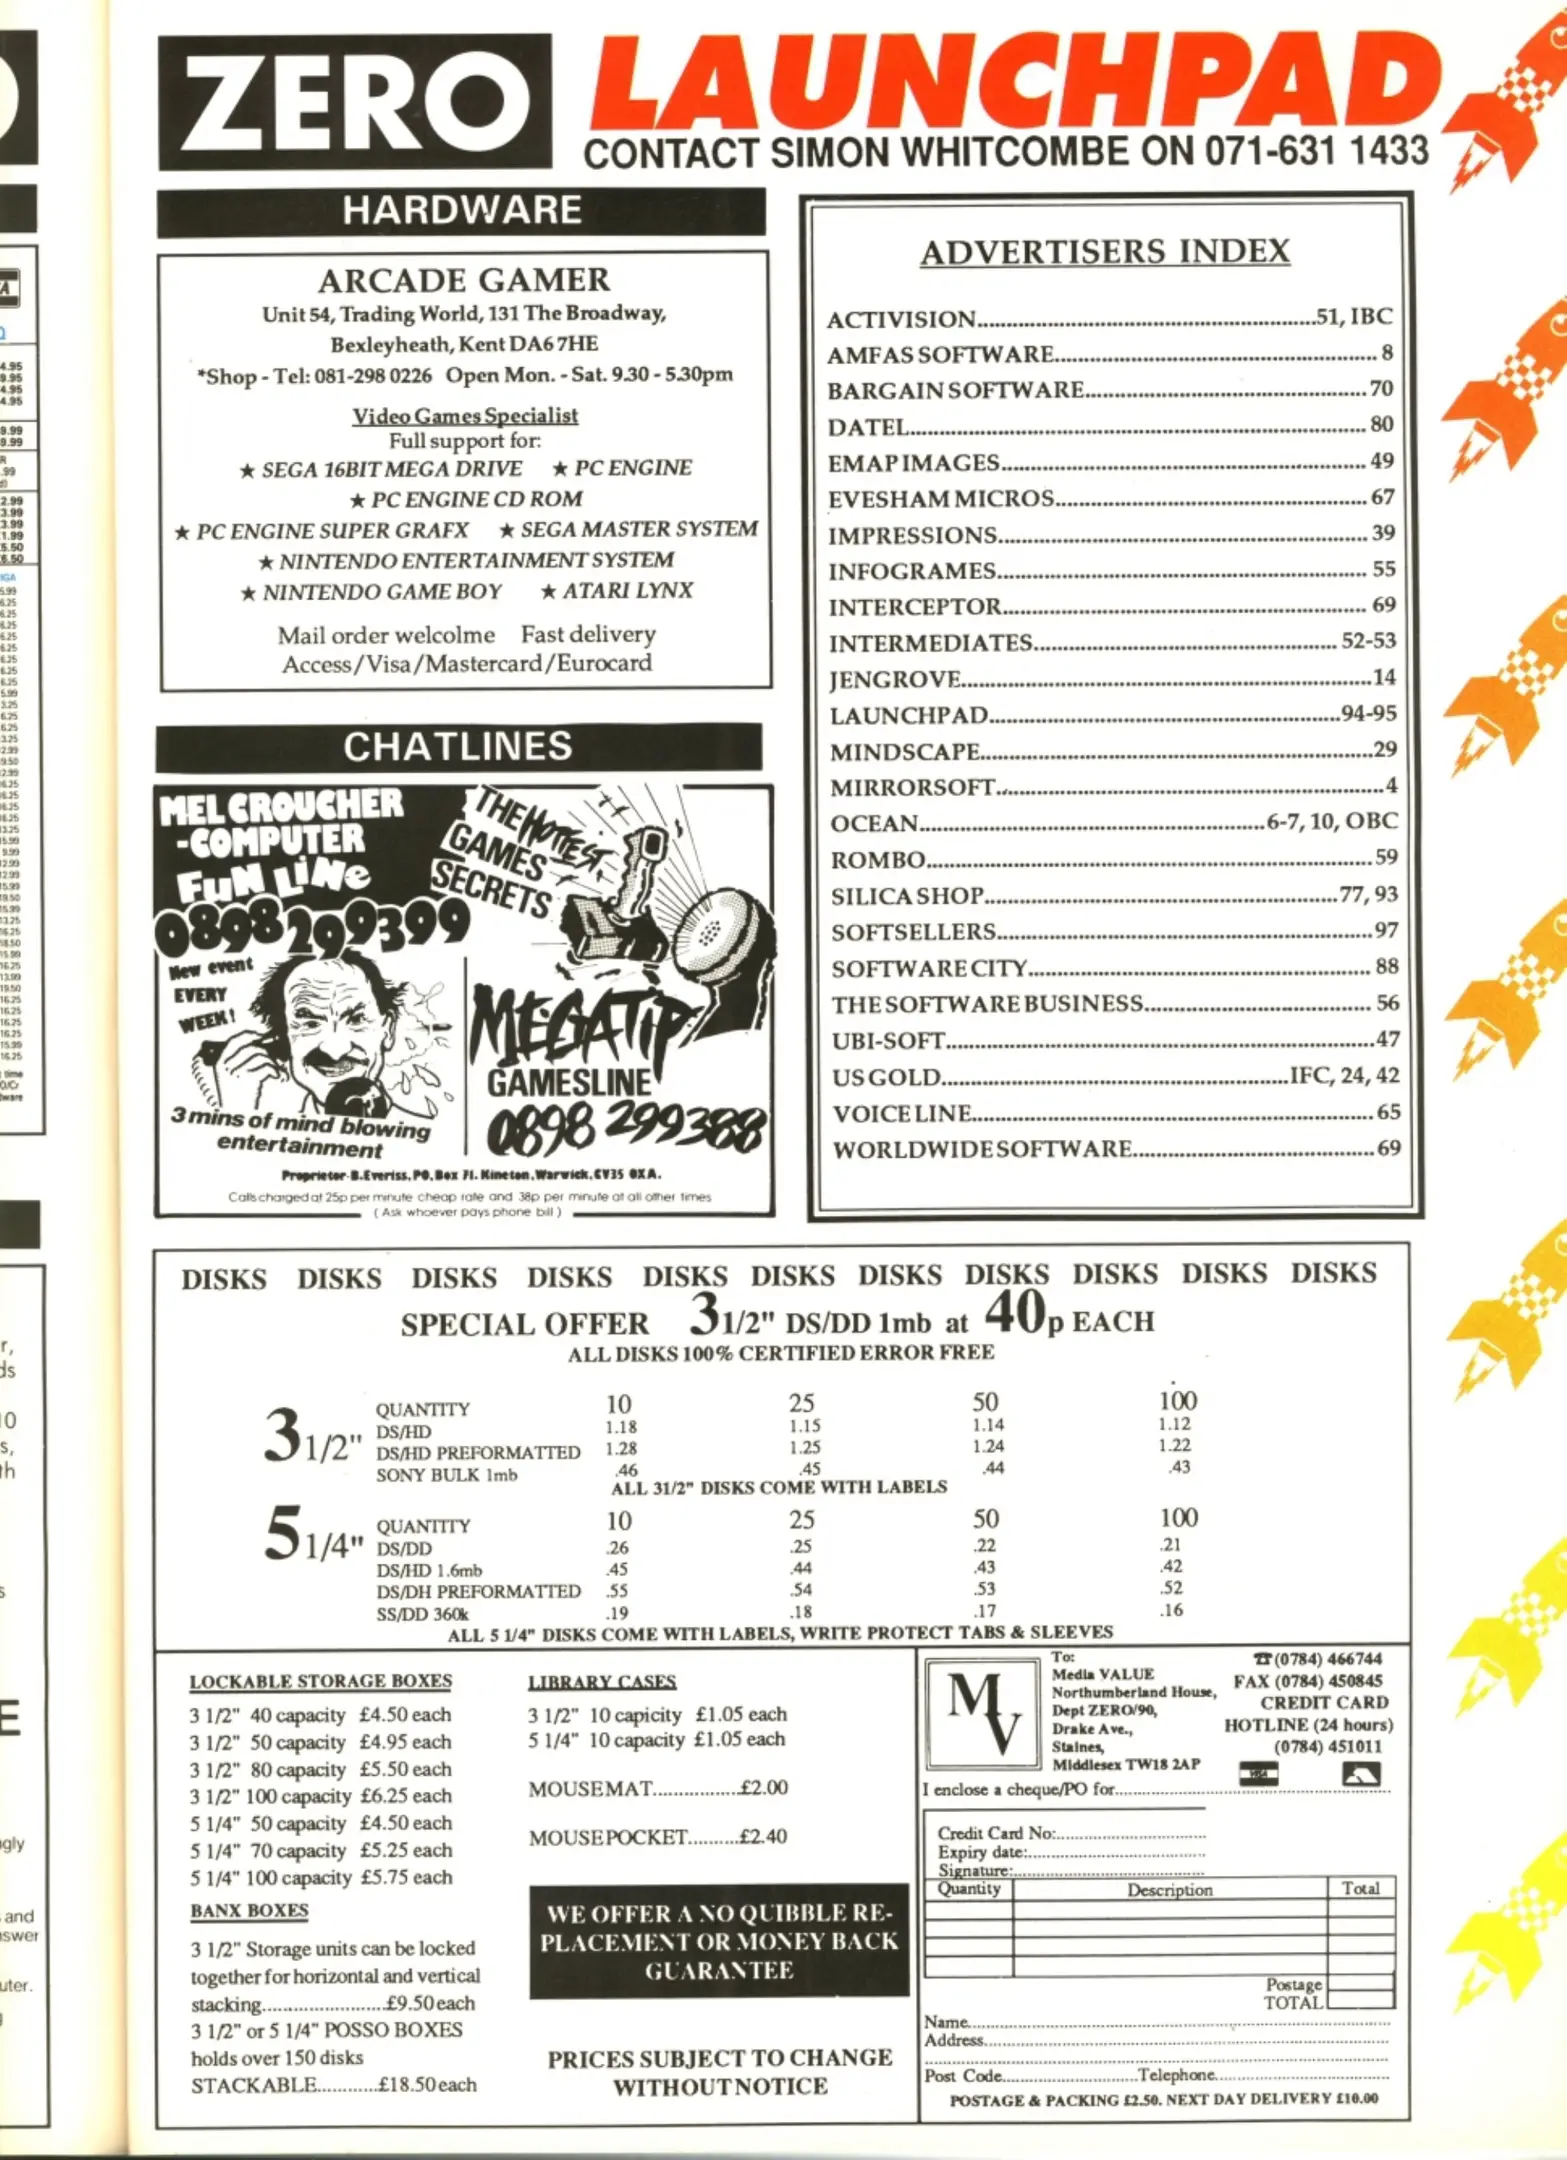 ZERO
LAUNCHPAD
CONTACT SIMON WHITCOMBE ON 071-631 1433
HARDWARE
ARCADE GAMER
Unit 54, Trading World, 131 The Broadway,
Bexleyheath, Kent DA6 7HE
*Shop - Tel: 081-298 0226 Open Mon. - Sat. 9.30 - 5.30pm
Video Games Specialist
Full support for:
★ SEGA 16BIT MEGA DRIVE ★ PC ENGINE
★ PC ENGINE CD ROM
★ PC ENGINE SUPER GRAFX ★ SEGA MASTER SYSTEM
★ NINTENDO ENTERTAINMENT SYSTEM
★ NINTENDO GAME BOY ★ ATARI LYNX
Mail order welcolme Fast delivery
Access/Visa/Mastercard/Eurocard
CHATLINES
MEL CROUCHER
-COMPUTER
FUN LINE
0898 299399
New event
EVERY
WEEK!
3 mins of mind blowing
entertainment
THE HOTTEST
GAMES
SECRETS
MEGATIP
GAMESLINE
0898 299388
Proprietor-B.Everiss, PO, Box 71. Kineton, Warwick, CV35 0XA.
Calls charged at 25p per minute cheap rate and 38p per minute at all other times
( Ask whoever pays phone bill )
ADVERTISERS INDEX
ACTIVISION..........51, IBC
AMFAS SOFTWARE..........8
BARGAIN SOFTWARE..........70
DATEL..........80
EMAP IMAGES..........49
EVESHAM MICROS..........67
IMPRESSIONS..........39
INFOGRAMES..........55
INTERCEPTOR..........69
INTERMEDIATES..........52-53
JENGROVE..........14
LAUNCHPAD..........94-95
MINDSCAPE..........29
MIRRORSOFT..........4
OCEAN..........6-7, 10, OBC
ROMBO..........59
SILICA SHOP..........77, 93
SOFTSELLERS..........97
SOFTWARE CITY..........88
THE SOFTWARE BUSINESS..........56
UBI-SOFT..........47
US GOLD..........IFC, 24, 42
VOICE LINE..........65
WORLDWIDE SOFTWARE..........69
DISKS DISKS DISKS DISKS DISKS DISKS DISKS DISKS DISKS DISKS DISKS
SPECIAL OFFER 3 1/2" DS/DD 1mb at 40p EACH
ALL DISKS 100% CERTIFIED ERROR FREE
3 1/2"
QUANTITY 10 25 50 100
DS/HD 1.18 1.15 1.14 1.12
DS/HD PREFORMATTED 1.28 1.25 1.24 1.22
SONY BULK 1mb .46 .45 .44 .43
ALL 31/2" DISKS COME WITH LABELS
5 1/4"
QUANTITY 10 25 50 100
DS/DD .26 .25 .22 .21
DS/HD 1.6mb .45 .44 .43 .42
DS/DH PREFORMATTED .55 .54 .53 .52
SS/DD 360k .19 .18 .17 .16
ALL 5 1/4" DISKS COME WITH LABELS, WRITE PROTECT TABS & SLEEVES
LOCKABLE STORAGE BOXES
3 1/2" 40 capacity £4.50 each
3 1/2" 50 capacity £4.95 each
3 1/2" 80 capacity £5.50 each
3 1/2" 100 capacity £6.25 each
5 1/4" 50 capacity £4.50 each
5 1/4" 70 capacity £5.25 each
5 1/4" 100 capacity £5.75 each
BANX BOXES
3 1/2" Storage units can be locked
together for horizontal and vertical
stacking..........£9.50 each
3 1/2" or 5 1/4" POSSO BOXES
holds over 150 disks
STACKABLE..........£18.50 each
LIBRARY CASES
3 1/2" 10 capicity £1.05 each
5 1/4" 10 capacity £1.05 each
MOUSEMAT..........£2.00
MOUSE POCKET..........£2.40
WE OFFER A NO QUIBBLE RE-
PLACEMENT OR MONEY BACK
GUARANTEE
PRICES SUBJECT TO CHANGE
WITHOUT NOTICE
MV
To:
Media VALUE
Northumberland House,
Dept ZERO/90,
Drake Ave.,
Staines,
Middlesex TW18 2AP
☎ (0784) 466744
FAX (0784) 450845
CREDIT CARD
HOTLINE (24 hours)
(0784) 451011
VISA
I enclose a cheque/PO for..........
Credit Card No:..........
Expiry date:..........
Signature:..........
Quantity Description Total
Postage
TOTAL
Name..........
Address..........
Post Code..........Telephone..........
POSTAGE & PACKING £2.50. NEXT DAY DELIVERY £10.00